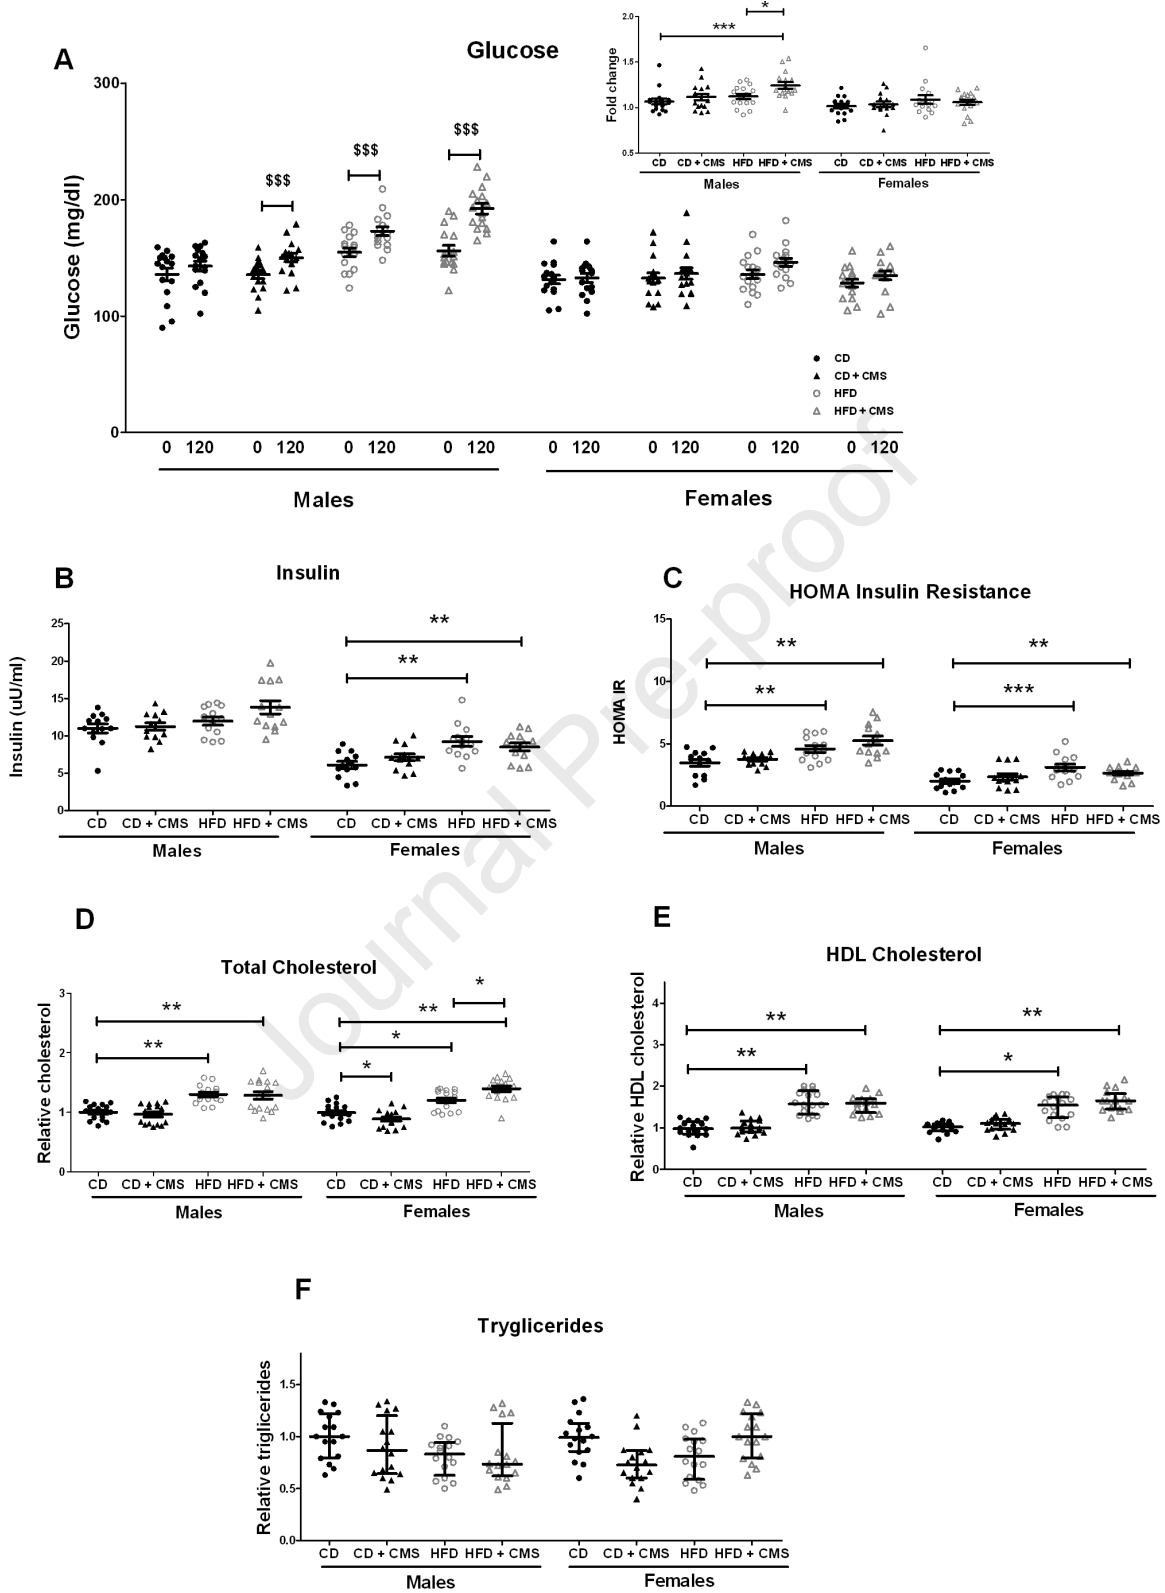 A
Glucose
Glucose (mg/dl)
300
200
100
0
$$$
$$$
$$$
0 120 0 120 0 120 0 120 0 120 0 120 0 120 0 120
Males Females
CD
CD + CMS
HFD
HFD + CMS
Fold change
2.0
1.5
1.0
0.5
*
***
CD CD + CMS HFD HFD + CMS CD CD + CMS HFD HFD + CMS
Males Females
B
Insulin
Insulin (uU/ml)
25
20
15
10
5
0
**
**
CD CD + CMS HFD HFD + CMS CD CD + CMS HFD HFD + CMS
Males Females
C
HOMA Insulin Resistance
HOMA IR
15
10
5
0
** **
** ***
CD CD + CMS HFD HFD + CMS CD CD + CMS HFD HFD + CMS
Males Females
D
Total Cholesterol
Relative cholesterol
3
2
1
0
*
** **
** *
*
CD CD + CMS HFD HFD + CMS CD CD + CMS HFD HFD + CMS
Males Females
E
HDL Cholesterol
Relative HDL cholesterol
4
3
2
1
0
** **
** *
CD CD + CMS HFD HFD + CMS CD CD + CMS HFD HFD + CMS
Males Females
F
Tryglicerides
Relative triglicerides
1.5
1.0
0.5
0.0
CD CD + CMS HFD HFD + CMS CD CD + CMS HFD HFD + CMS
Males Females
Journal Pre-proof